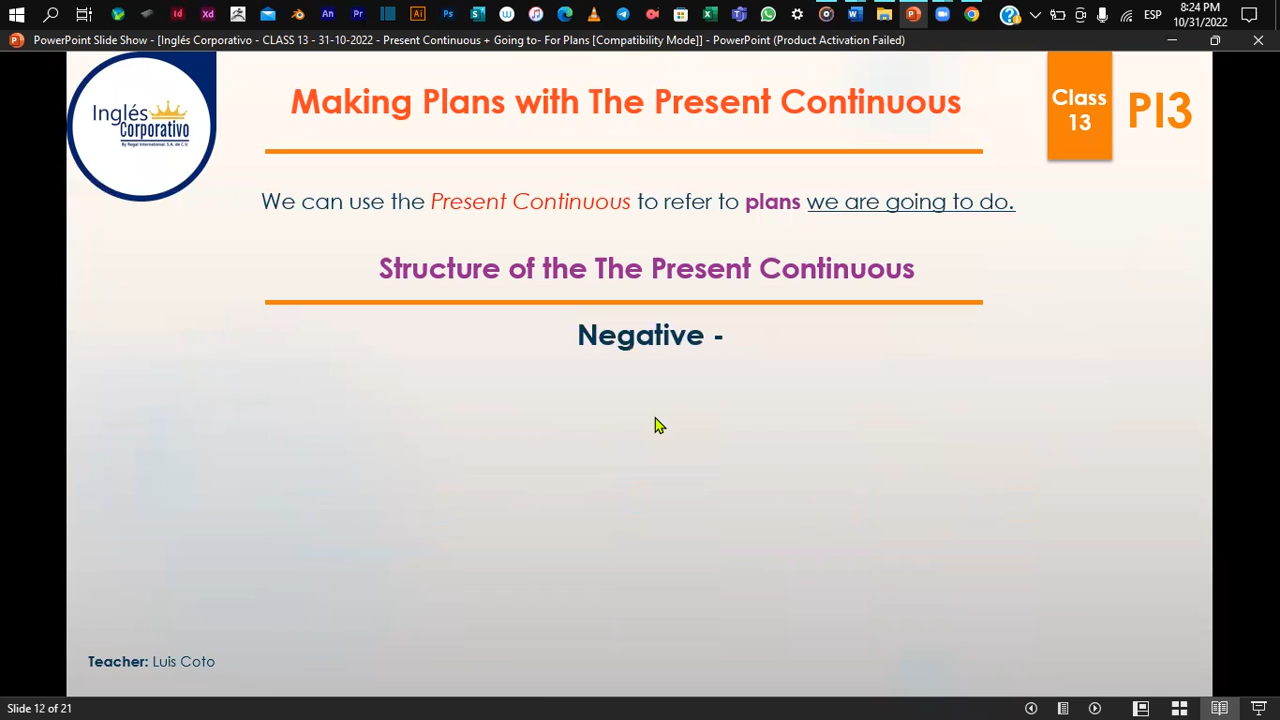 8:24 PM
ESP
10/31/2022
PowerPoint Slide Show - [Inglés Corporativo - CLASS 13 - 31-10-2022 - Present Continuous + Going to- For Plans [Compatibility Mode]] - PowerPoint (Product Activation Failed)
Inglés
Corporativo
By Regal International, S.A. de C.V.
Making Plans with The Present Continuous
Class
13
PI3
We can use the Present Continuous to refer to plans we are going to do.
Structure of the The Present Continuous
Negative -
Teacher: Luis Coto
Slide 12 of 21